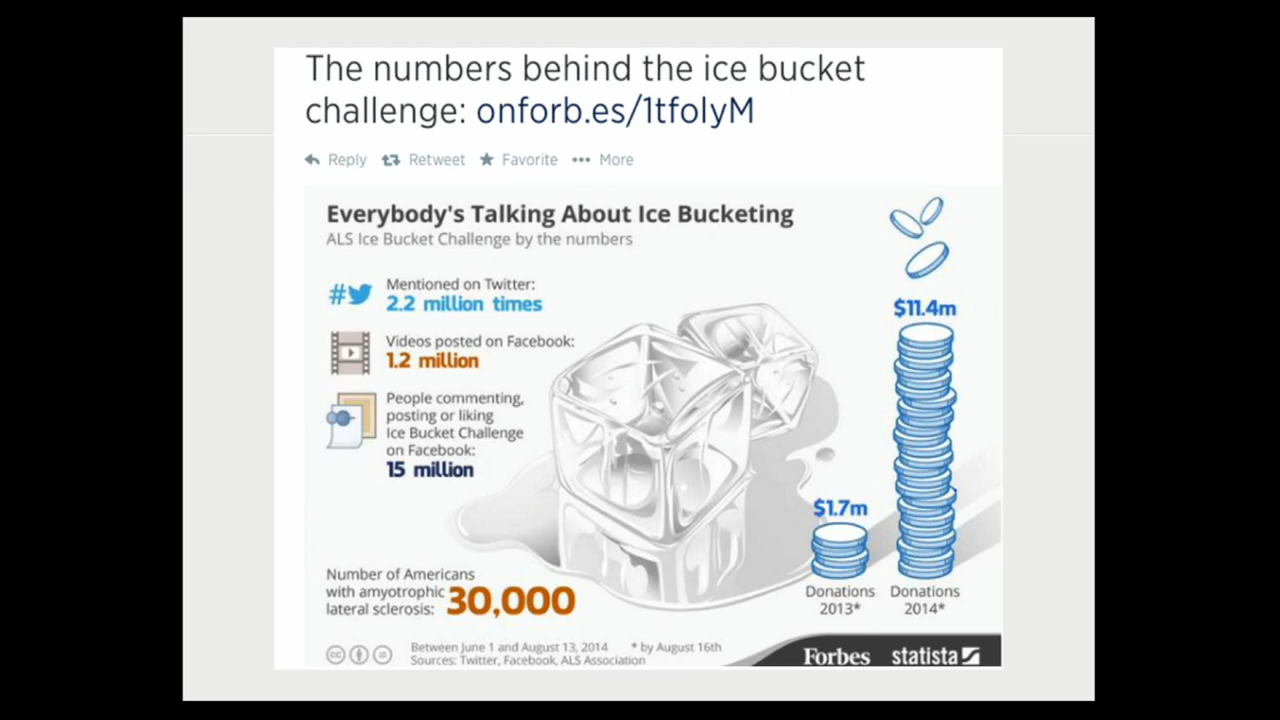 The numbers behind the ice bucket
challenge: onforb.es/1tfolyM
Reply Retweet Favorite More
Everybody's Talking About Ice Bucketing
ALS Ice Bucket Challenge by the numbers
#
Mentioned on Twitter:
2.2 million times
Videos posted on Facebook:
1.2 million
People commenting,
posting or liking
Ice Bucket Challenge
on Facebook:
15 million
Number of Americans
with amyotrophic
lateral sclerosis:
30,000
$1.7m
Donations
2013*
$11.4m
Donations
2014*
cc
Between June 1 and August 13, 2014 * by August 16th
Sources: Twitter, Facebook, ALS Association
Forbes statista